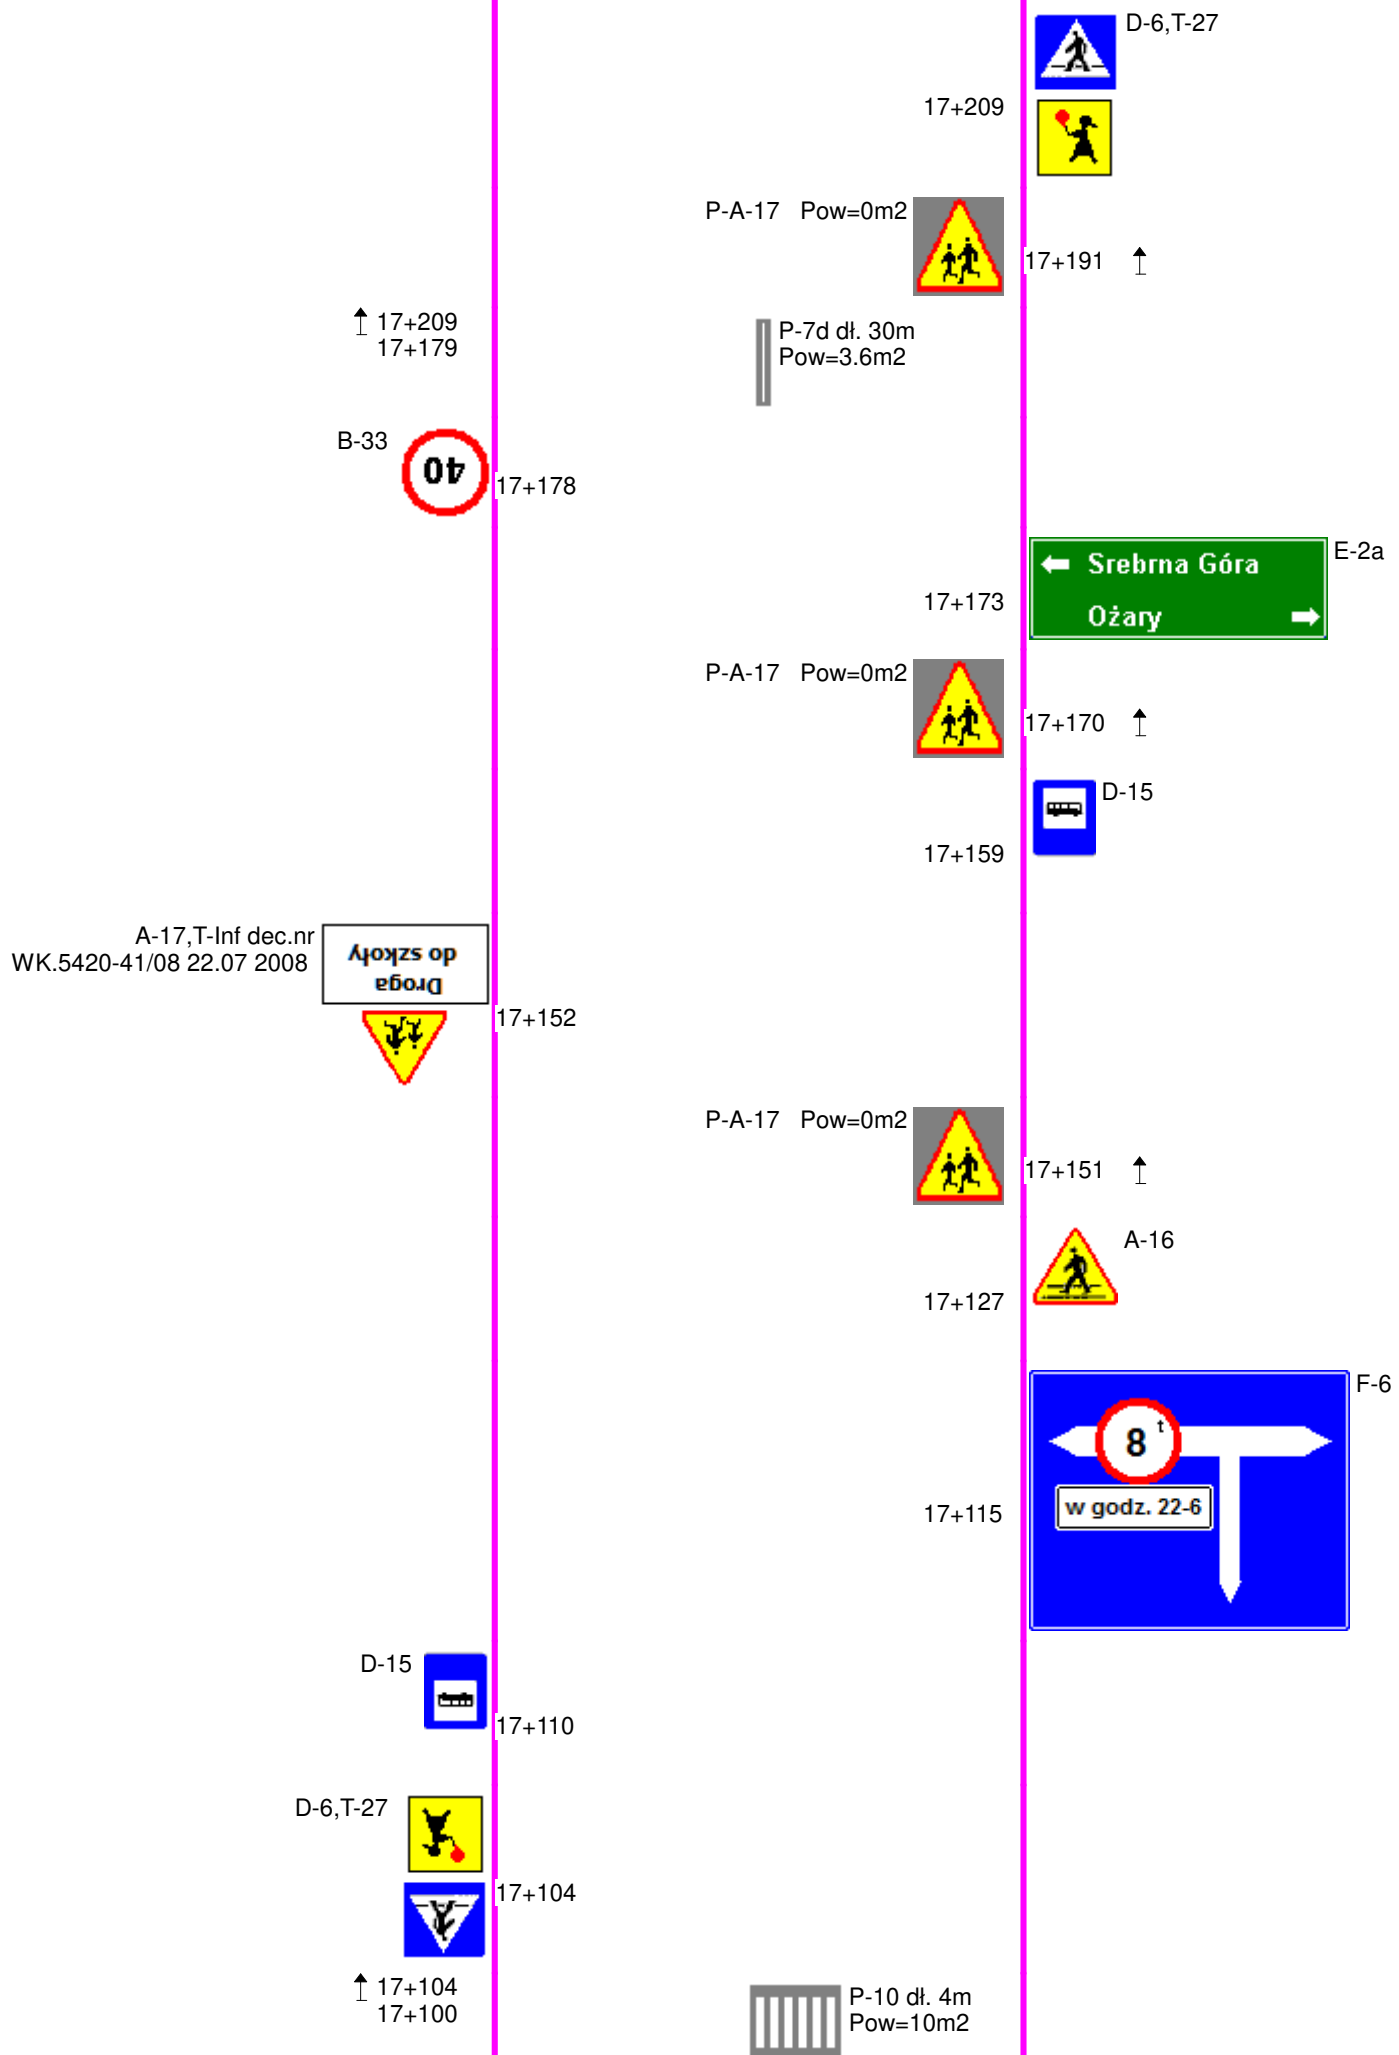 D-6,T-27
17+209
P-A-17 Pow=0m2
17+191
17+209
17+179
P-7d dł. 30m
Pow=3.6m2
B-33
40
17+178
E-2a
Srebrna Góra
Ożary
17+173
P-A-17 Pow=0m2
17+170
D-15
17+159
A-17,T-Inf dec.nr
WK.5420-41/08 22.07 2008
Droga
do szkoły
17+152
P-A-17 Pow=0m2
17+151
A-16
17+127
F-6
8 t
w godz. 22-6
17+115
D-15
17+110
D-6,T-27
17+104
17+104
17+100
P-10 dł. 4m
Pow=10m2